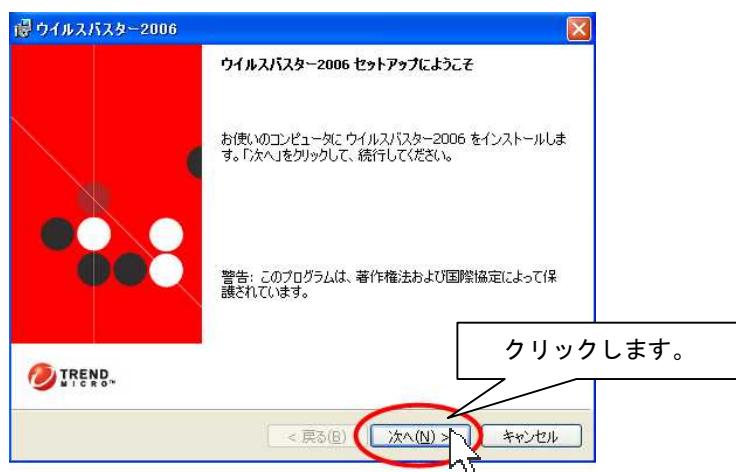 ウイルスバスター2006
ウイルスバスター2006 セットアップにようこそ
お使いのコンピュータに ウイルスバスター2006 をインストールしま
す。「次へ」をクリックして、続行してください。
警告: このプログラムは、著作権法および国際協定によって保
護されています。
クリックします。
TREND
MICRO™
< 戻る(B)
次へ(N) >
キャンセル